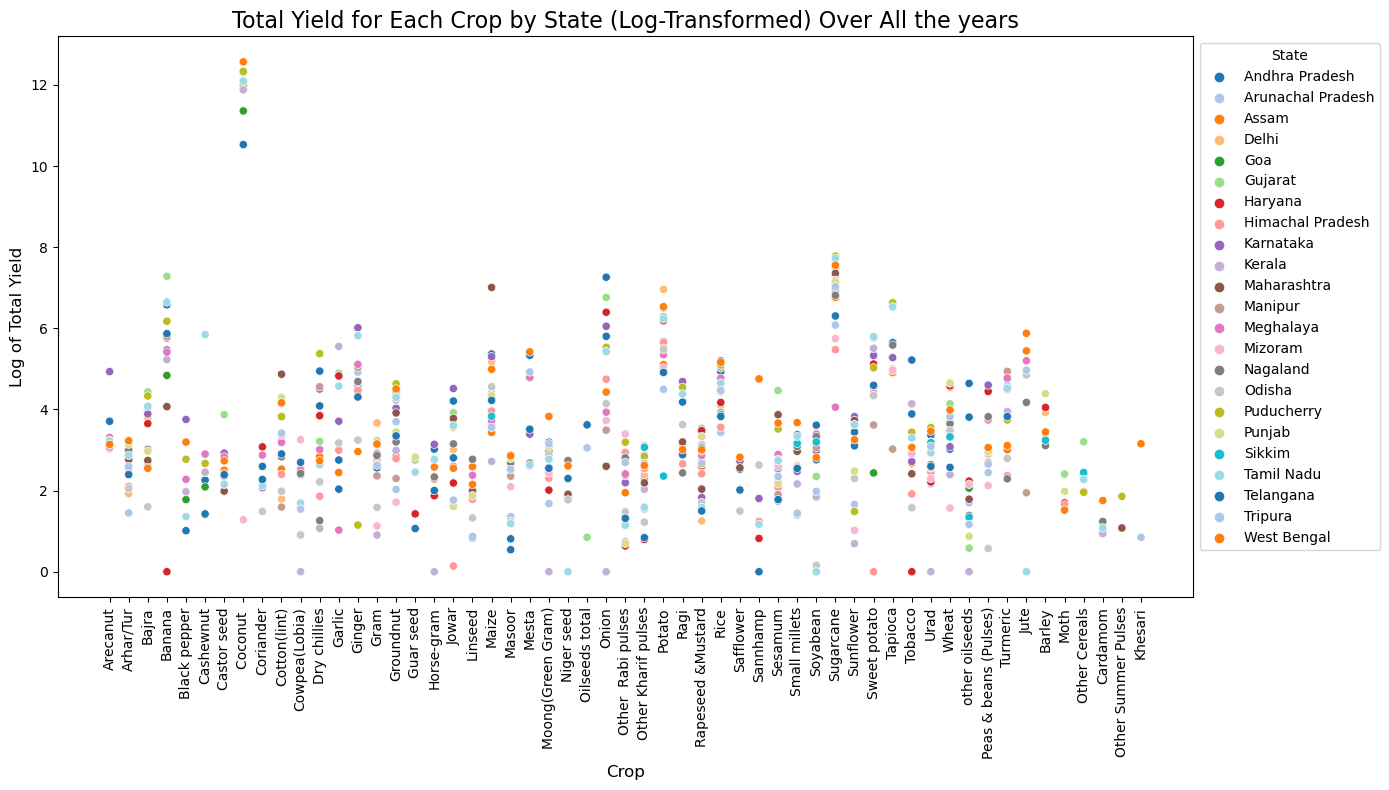 Total Yield for Each Crop by State (Log-Transformed) Over All the years
Log of Total Yield
12
10
8
6
4
2
0
Arecanut
Arhar/Tur
Bajra
Banana
Black pepper
Cashewnut
Castor seed
Coconut
Coriander
Cotton(lint)
Cowpea(Lobia)
Dry chillies
Garlic
Ginger
Gram
Groundnut
Guar seed
Horse-gram
Jowar
Linseed
Maize
Masoor
Mesta
Moong(Green Gram)
Niger seed
Oilseeds total
Onion
Other  Rabi pulses
Other Kharif pulses
Potato
Ragi
Rapeseed &Mustard
Rice
Safflower
Sannhamp
Sesamum
Small millets
Soyabean
Sugarcane
Sunflower
Sweet potato
Tapioca
Tobacco
Urad
Wheat
other oilseeds
Peas & beans (Pulses)
Turmeric
Jute
Barley
Moth
Other Cereals
Cardamom
Other Summer Pulses
Khesari
Crop
State
Andhra Pradesh
Arunachal Pradesh
Assam
Delhi
Goa
Gujarat
Haryana
Himachal Pradesh
Karnataka
Kerala
Maharashtra
Manipur
Meghalaya
Mizoram
Nagaland
Odisha
Puducherry
Punjab
Sikkim
Tamil Nadu
Telangana
Tripura
West Bengal